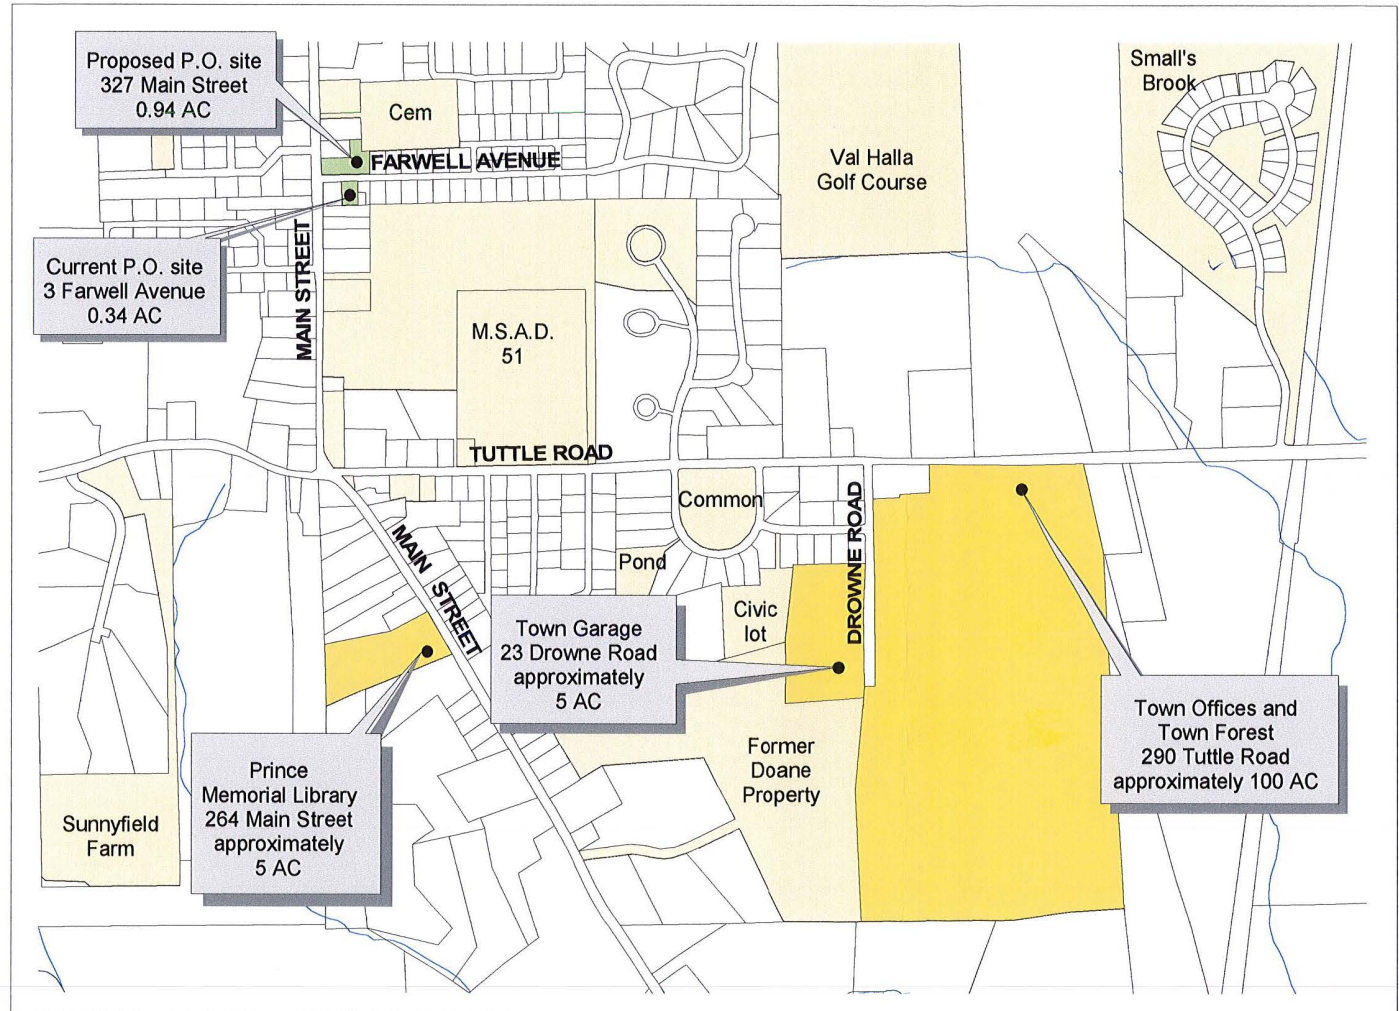 Proposed P.O. site
327 Main Street
0.94 AC
Cem
FARWELL AVENUE
Small's
Brook
Val Halla
Golf Course
Current P.O. site
3 Farwell Avenue
0.34 AC
MAIN STREET
M.S.A.D.
51
TUTTLE ROAD
Common
DROWNE ROAD
MAIN STREET
Pond
Civic
lot
Town Garage
23 Drowne Road
approximately
5 AC
Town Offices and
Town Forest
290 Tuttle Road
approximately 100 AC
Prince
Memorial Library
264 Main Street
approximately
5 AC
Former
Doane
Property
Sunnyfield
Farm